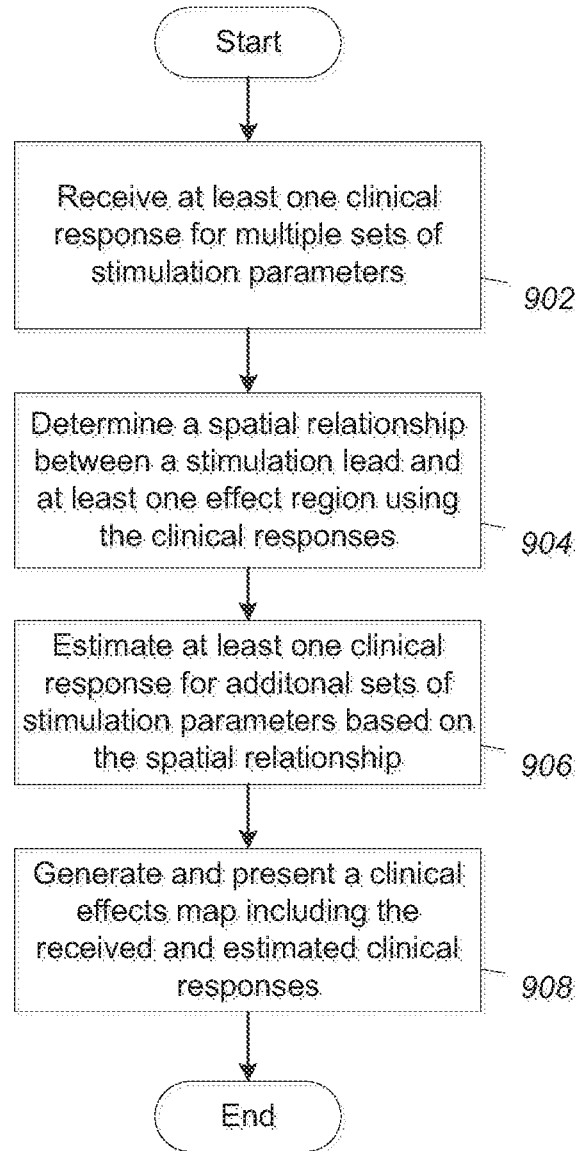 Start
Receive at least one clinical
response for multiple sets of
stimulation parameters
902
Determine a spatial relationship
between a stimulation lead and
at least one effect region using
the clinical responses
904
Estimate at least one clinical
response for additonal sets of
stimulation parameters based on
the spatial relationship
906
Generate and present a clinical
effects map including the
received and estimated clinical
responses
908
End